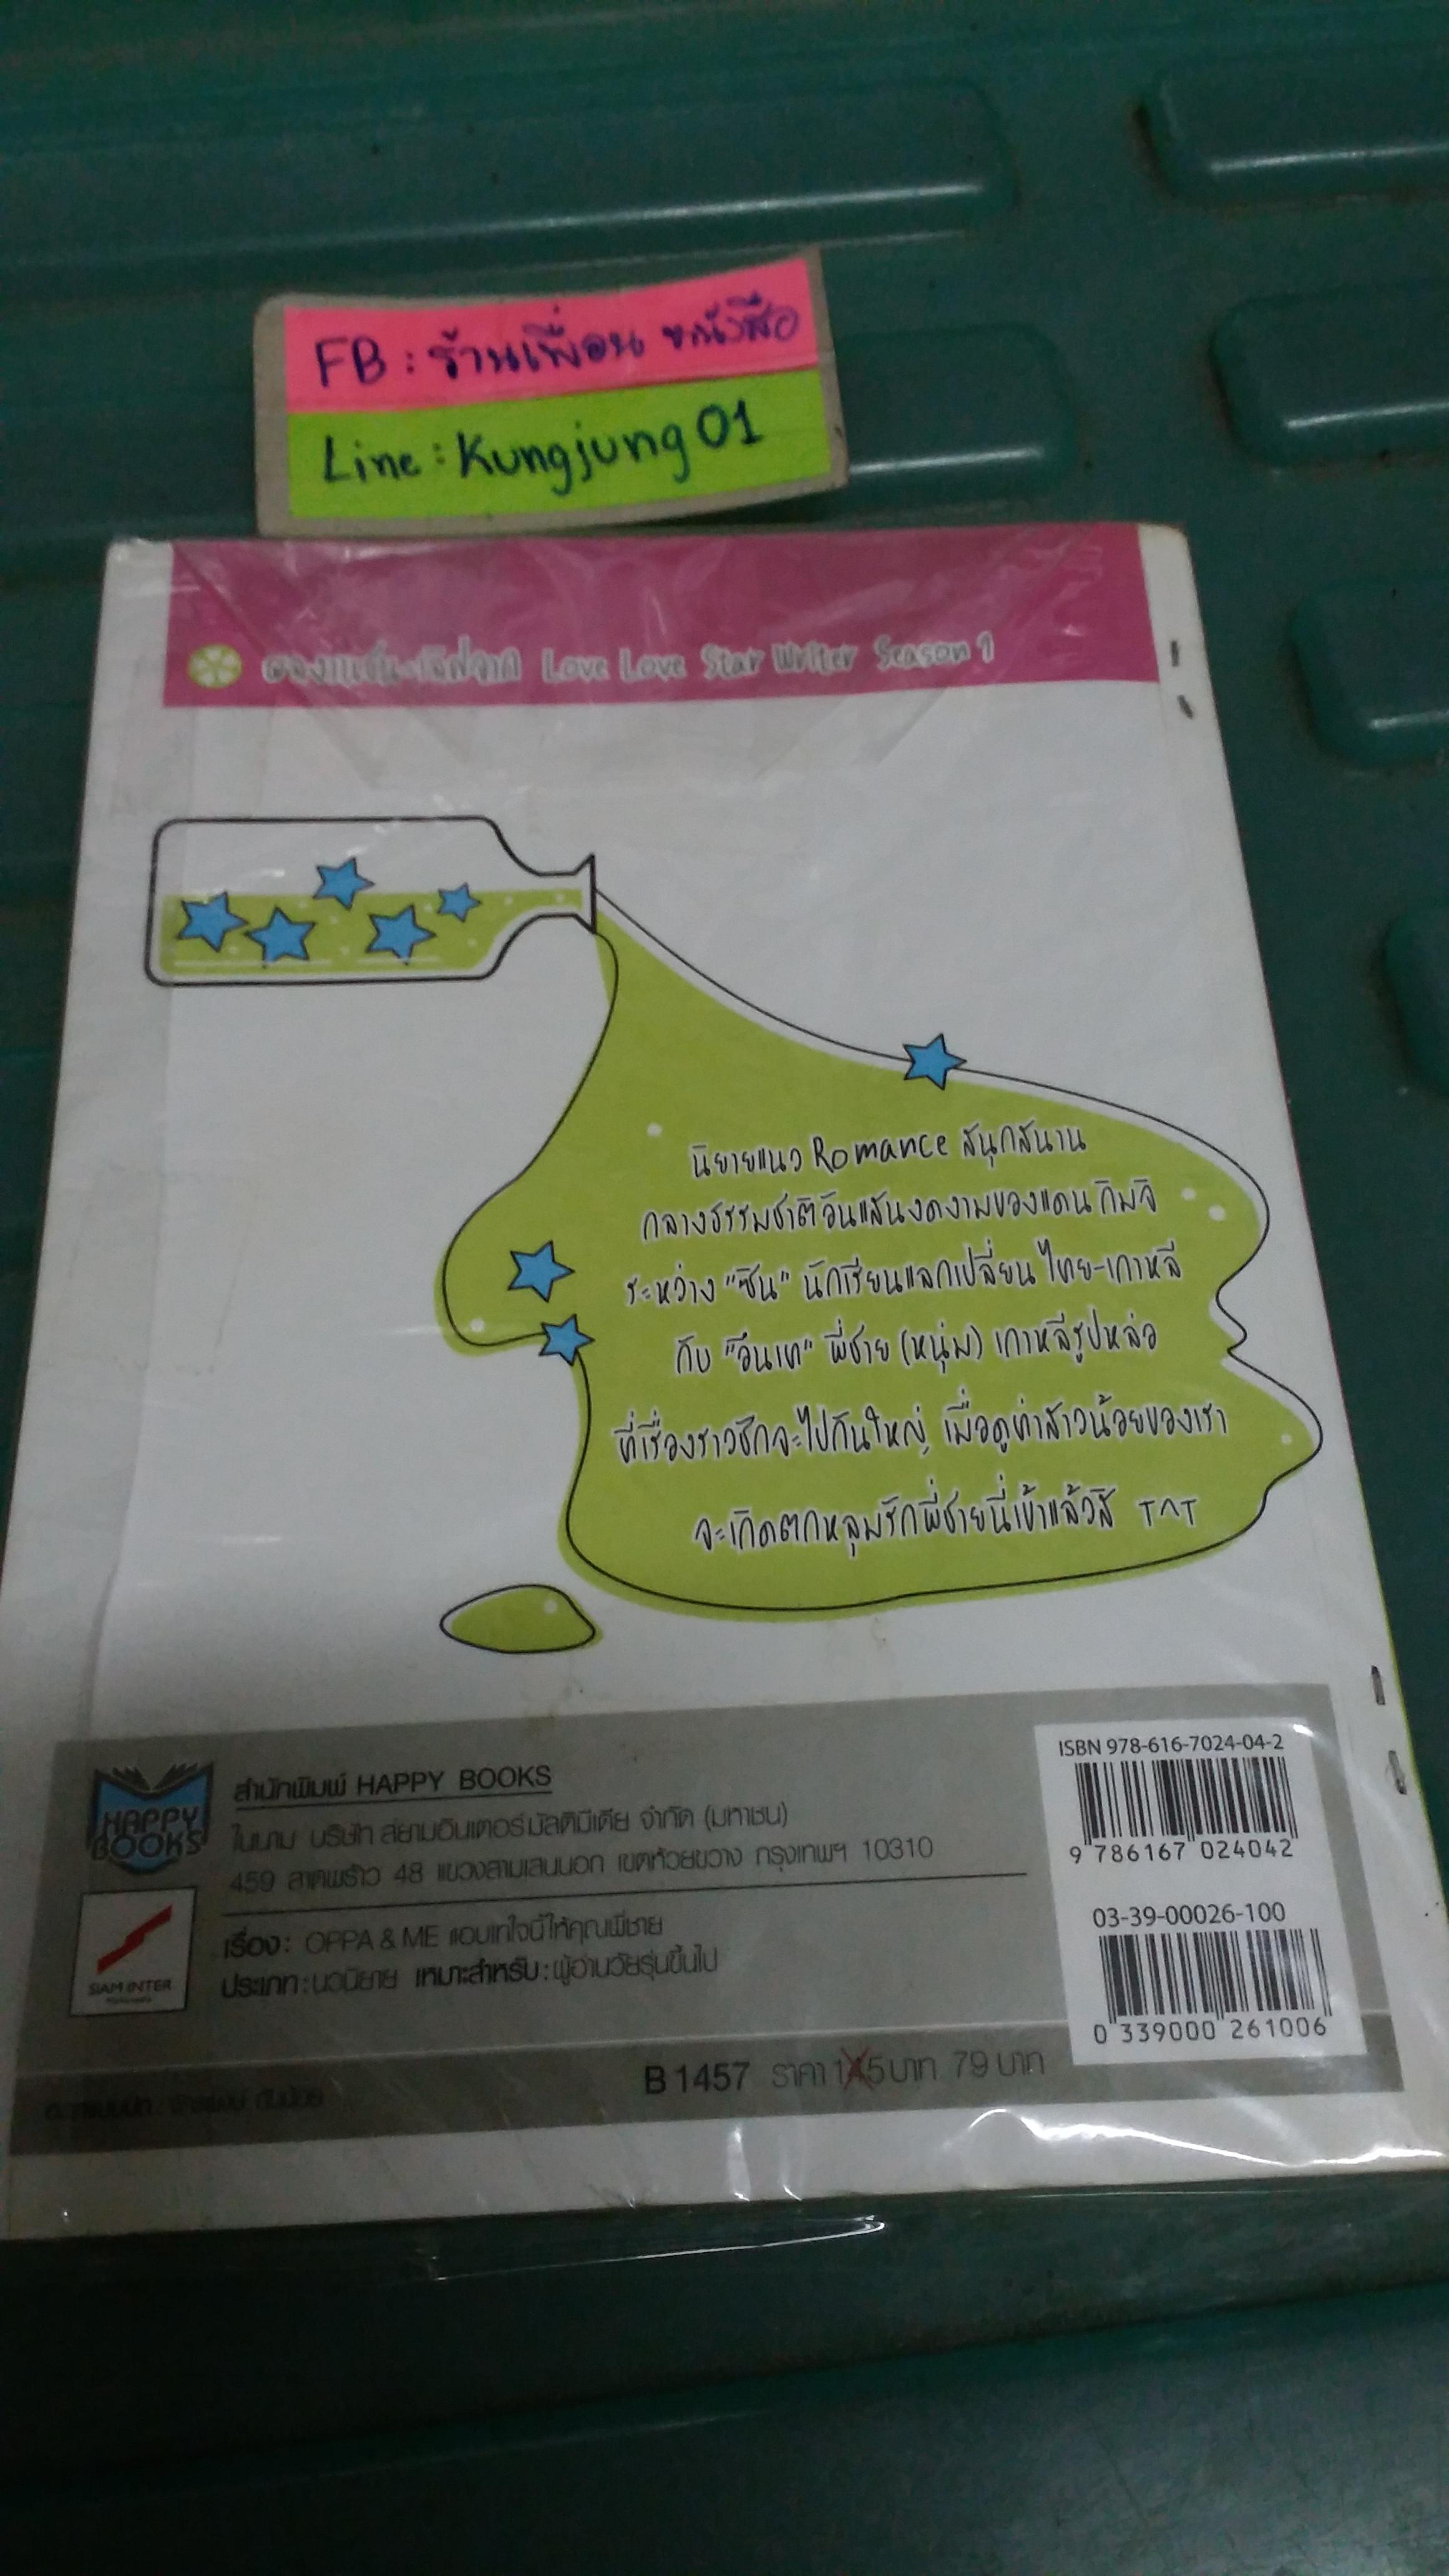 FB : ร้านเพื่อน หนังสือ
Line : Kungjung 01
Love Love Star Writer Season 1
นิยายแนว Romance สนุกสนาน
กลางธรรมชาติอันแสนงดงามของแดนกิมจิ
ระหว่าง "ซิน" นักเรียนแลกเปลี่ยนไทย-เกาหลี
กับ "อึนเท" พี่ชาย (หนุ่ม) เกาหลีรูปหล่อ
ที่เรื่องราวชักจะไปกันใหญ่ เมื่อดูท่าสาวน้อยของเรา
จะเกิดตกหลุมรักพี่ชายนี่เข้าแล้วสิ T^T
HAPPY BOOKS
สำนักพิมพ์ HAPPY BOOKS
ในนาม บริษัท สยามอินเตอร์มัลติมีเดีย จำกัด (มหาชน)
459 ลาดพร้าว 48 แขวงสามเสนนอก เขตห้วยขวาง กรุงเทพฯ 10310
SIAM INTER
เรื่อง: OPPA & ME แอบเทใจนี้ให้คุณพี่ชาย
ประเภท : นวนิยาย เหมาะสำหรับ : ผู้อ่านวัยรุ่นขึ้นไป
ISBN 978-616-7024-04-2
9 786167 024042
03-39-00026-100
0 339000 261006
B 1457 ราคา 145 บาท 79 บาท